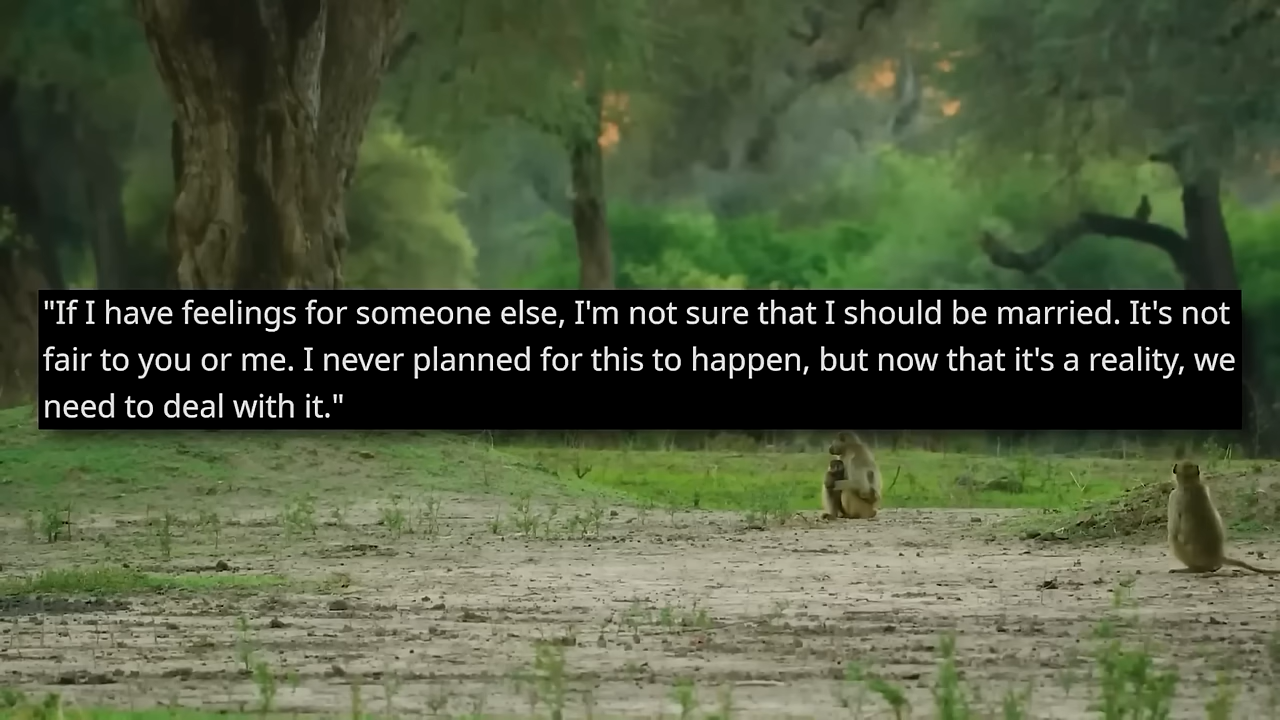 "If I have feelings for someone else, I'm not sure that I should be married. It's not
fair to you or me. I never planned for this to happen, but now that it's a reality, we
need to deal with it."